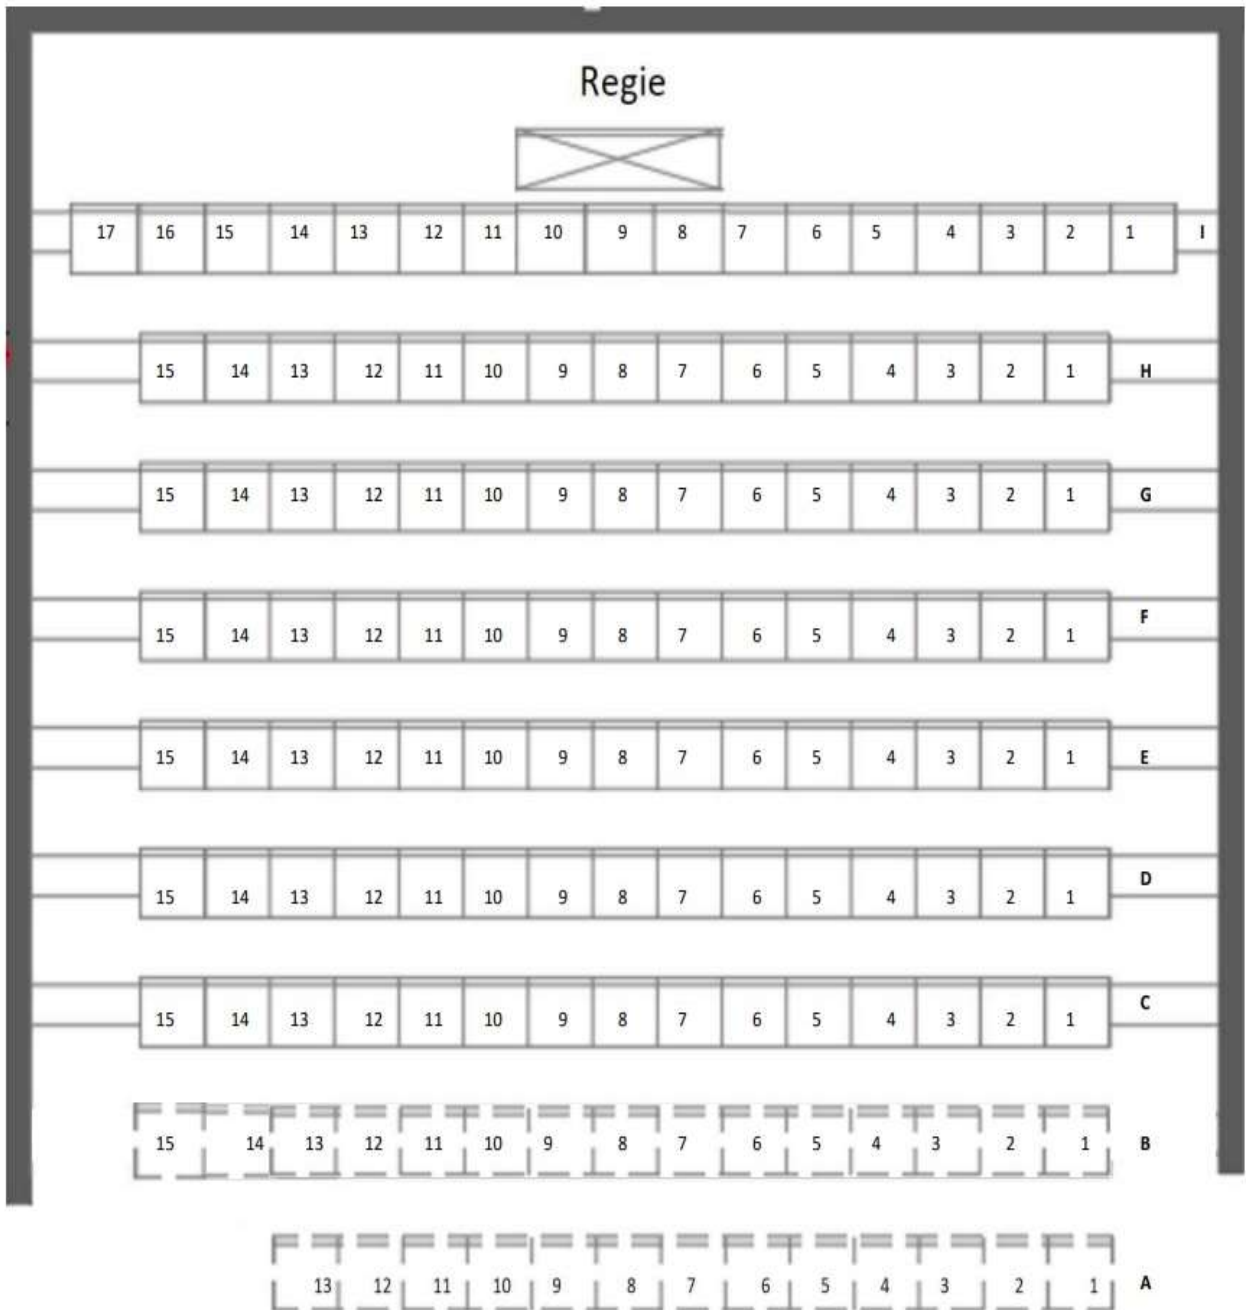 Regie
17 16 15 14 13 12 11 10 9 8 7 6 5 4 3 2 1 I
15 14 13 12 11 10 9 8 7 6 5 4 3 2 1 H
15 14 13 12 11 10 9 8 7 6 5 4 3 2 1 G
15 14 13 12 11 10 9 8 7 6 5 4 3 2 1 F
15 14 13 12 11 10 9 8 7 6 5 4 3 2 1 E
15 14 13 12 11 10 9 8 7 6 5 4 3 2 1 D
15 14 13 12 11 10 9 8 7 6 5 4 3 2 1 C
15 14 13 12 11 10 9 8 7 6 5 4 3 2 1 B
13 12 11 10 9 8 7 6 5 4 3 2 1 A